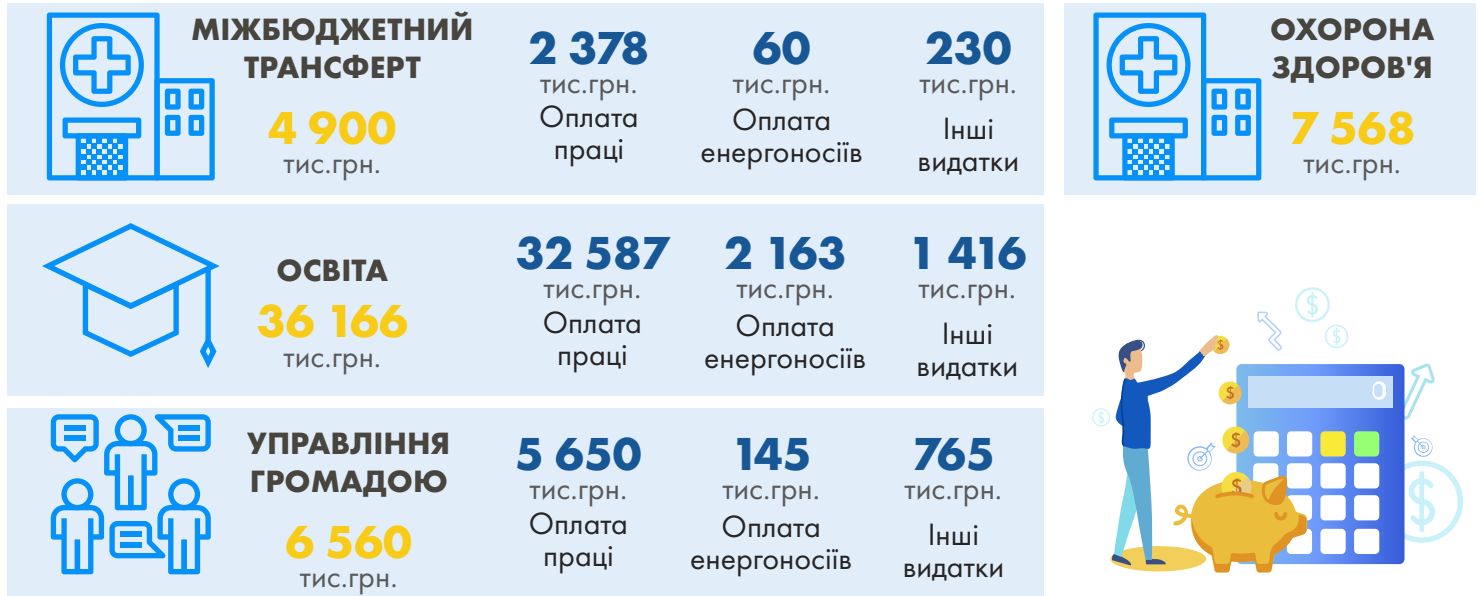 МІЖБЮДЖЕТНИЙ
ТРАНСФЕРТ
4 900
тис.грн.
2 378
тис.грн.
Оплата
праці
60
тис.грн.
Оплата
енергоносіїв
230
тис.грн.
Інші
видатки
ОХОРОНА
ЗДОРОВ'Я
7 568
тис.грн.
ОСВІТА
36 166
тис.грн.
32 587
тис.грн.
Оплата
праці
2 163
тис.грн.
Оплата
енергоносіїв
1 416
тис.грн.
Інші
видатки
УПРАВЛІННЯ
ГРОМАДОЮ
6 560
тис.грн.
5 650
тис.грн.
Оплата
праці
145
тис.грн.
Оплата
енергоносіїв
765
тис.грн.
Інші
видатки
0